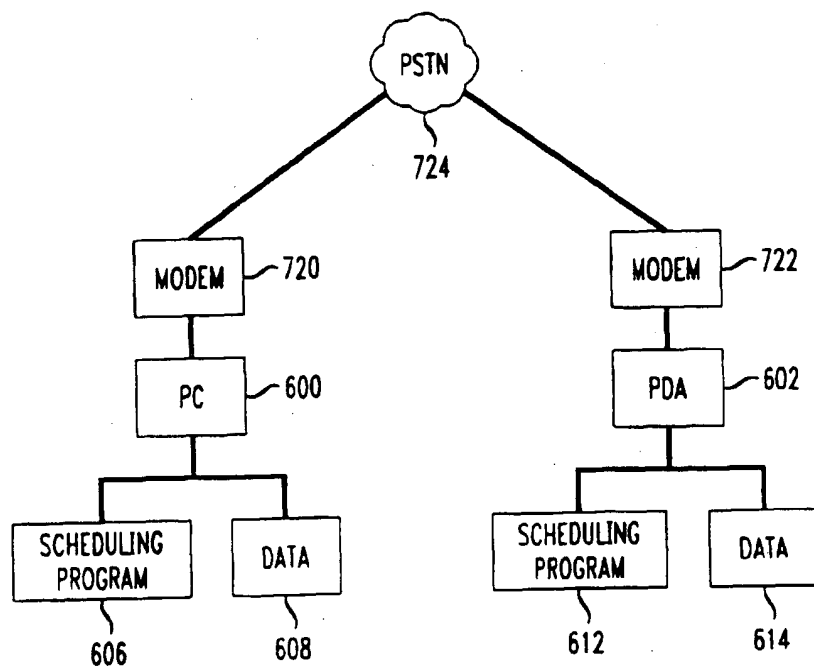 PSTN
724
MODEM
720
MODEM
722
PC
600
PDA
602
SCHEDULING
PROGRAM
DATA
SCHEDULING
PROGRAM
DATA
606
608
612
614